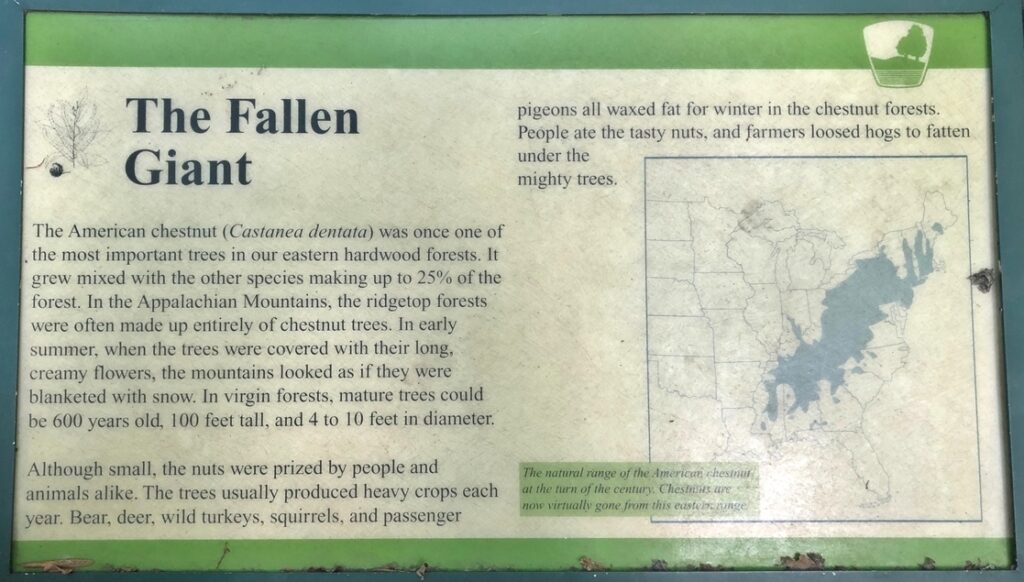 The Fallen
Giant
The American chestnut (Castanea dentata) was once one of
the most important trees in our eastern hardwood forests. It
grew mixed with the other species making up to 25% of the
forest. In the Appalachian Mountains, the ridgetop forests
were often made up entirely of chestnut trees. In early
summer, when the trees were covered with their long,
creamy flowers, the mountains looked as if they were
blanketed with snow. In virgin forests, mature trees could
be 600 years old, 100 feet tall, and 4 to 10 feet in diameter.
Although small, the nuts were prized by people and
animals alike. The trees usually produced heavy crops each
year. Bear, deer, wild turkeys, squirrels, and passenger
pigeons all waxed fat for winter in the chestnut forests.
People ate the tasty nuts, and farmers loosed hogs to fatten
under the
mighty trees.
The natural range of the American chestnut
at the turn of the century. Chestnuts are
now virtually gone from this eastern range.